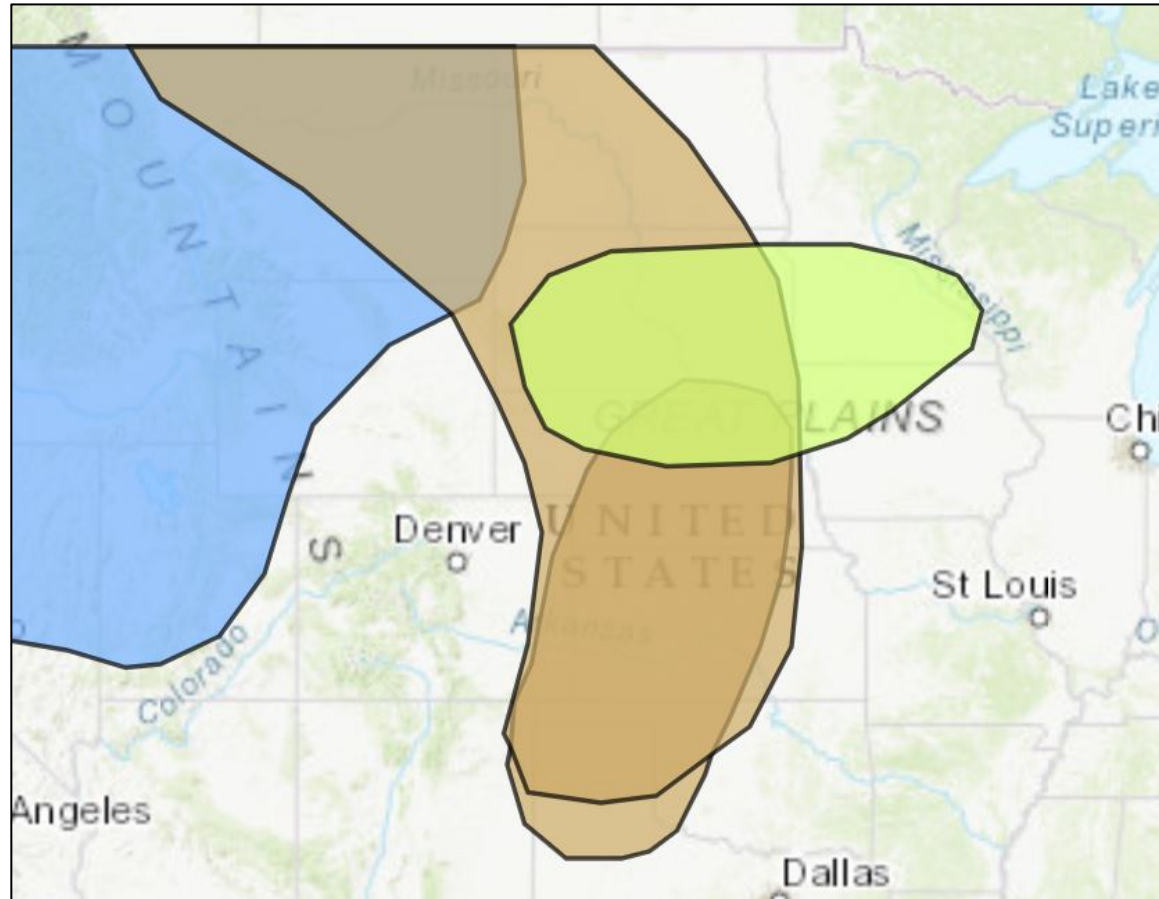 MOUNTAINS
Missouri
Lake
Superi
Mississippi
GREAT PLAINS
Chi
UNITED
STATES
Denver
St Louis
Arkansas
O
Colorado
Angeles
Dallas